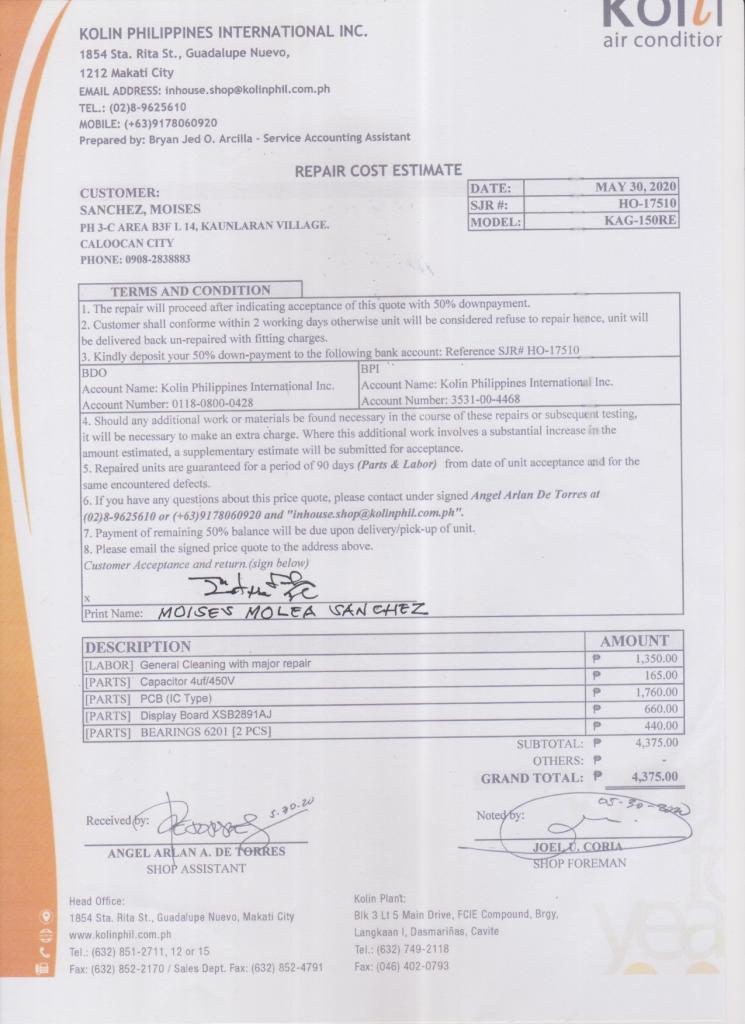 KOLIN PHILIPPINES INTERNATIONAL INC.
1854 Sta. Rita St., Guadalupe Nuevo,
1212 Makati City
EMAIL ADDRESS: inhouse.shop@kolinphil.com.ph
TEL.: (02)8-9625610
MOBILE: (+63)9178060920
Prepared by: Bryan Jed O. Arcilla - Service Accounting Assistant
air condition
REPAIR COST ESTIMATE
CUSTOMER:
SANCHEZ, MOISES
PH 3-C AREA B3F L 14, KAUNLARAN VILLAGE.
CALOOCAN CITY
PHONE: 0908-2838883
DATE: MAY 30, 2020
SJR #: HO-17510
MODEL: KAG-150RE
TERMS AND CONDITION
1. The repair will proceed after indicating acceptance of this quote with 50% downpayment.
2. Customer shall conforme within 2 working days otherwise unit will be considered refuse to repair hence, unit will
be delivered back un-repaired with fitting charges.
3. Kindly deposit your 50% down-payment to the following bank account: Reference SJR# HO-17510
BDO
Account Name: Kolin Philippines International Inc.
Account Number: 0118-0800-0428
BPI
Account Name: Kolin Philippines International Inc.
Account Number: 3531-00-4468
4. Should any additional work or materials be found necessary in the course of these repairs or subsequent testing,
it will be necessary to make an extra charge. Where this additional work involves a substantial increase in the
amount estimated, a supplementary estimate will be submitted for acceptance.
5. Repaired units are guaranteed for a period of 90 days (Parts & Labor) from date of unit acceptance and for the
same encountered defects.
6. If you have any questions about this price quote, please contact under signed Angel Arlan De Torres at
(02)8-9625610 or (+63)9178060920 and "inhouse.shop@kolinphil.com.ph".
7. Payment of remaining 50% balance will be due upon delivery/pick-up of unit.
8. Please email the signed price quote to the address above.
Customer Acceptance and return.(sign below)
x
Print Name: MOISES MOLEA SANCHEZ
DESCRIPTION AMOUNT
[LABOR] General Cleaning with major repair ₱ 1,350.00
[PARTS] Capacitor 4uf/450V ₱ 165.00
[PARTS] PCB (IC Type) ₱ 1,760.00
[PARTS] Display Board XSB2891AJ ₱ 660.00
[PARTS] BEARINGS 6201 [2 PCS] ₱ 440.00
SUBTOTAL: ₱ 4,375.00
OTHERS: ₱ -
GRAND TOTAL: ₱ 4,375.00
Received by: 5.30.20
ANGEL ARLAN A. DE TORRES
SHOP ASSISTANT
Noted by: 05-30-2020
JOEL U. CORIA
SHOP FOREMAN
Head Office:
1854 Sta. Rita St., Guadalupe Nuevo, Makati City
www.kolinphil.com.ph
Tel.: (632) 851-2711, 12 or 15
Fax: (632) 852-2170 / Sales Dept. Fax: (632) 852-4791
Kolin Plant:
Blk 3 Lt 5 Main Drive, FCIE Compound, Brgy,
Langkaan I, Dasmariñas, Cavite
Tel.: (632) 749-2118
Fax: (046) 402-0793